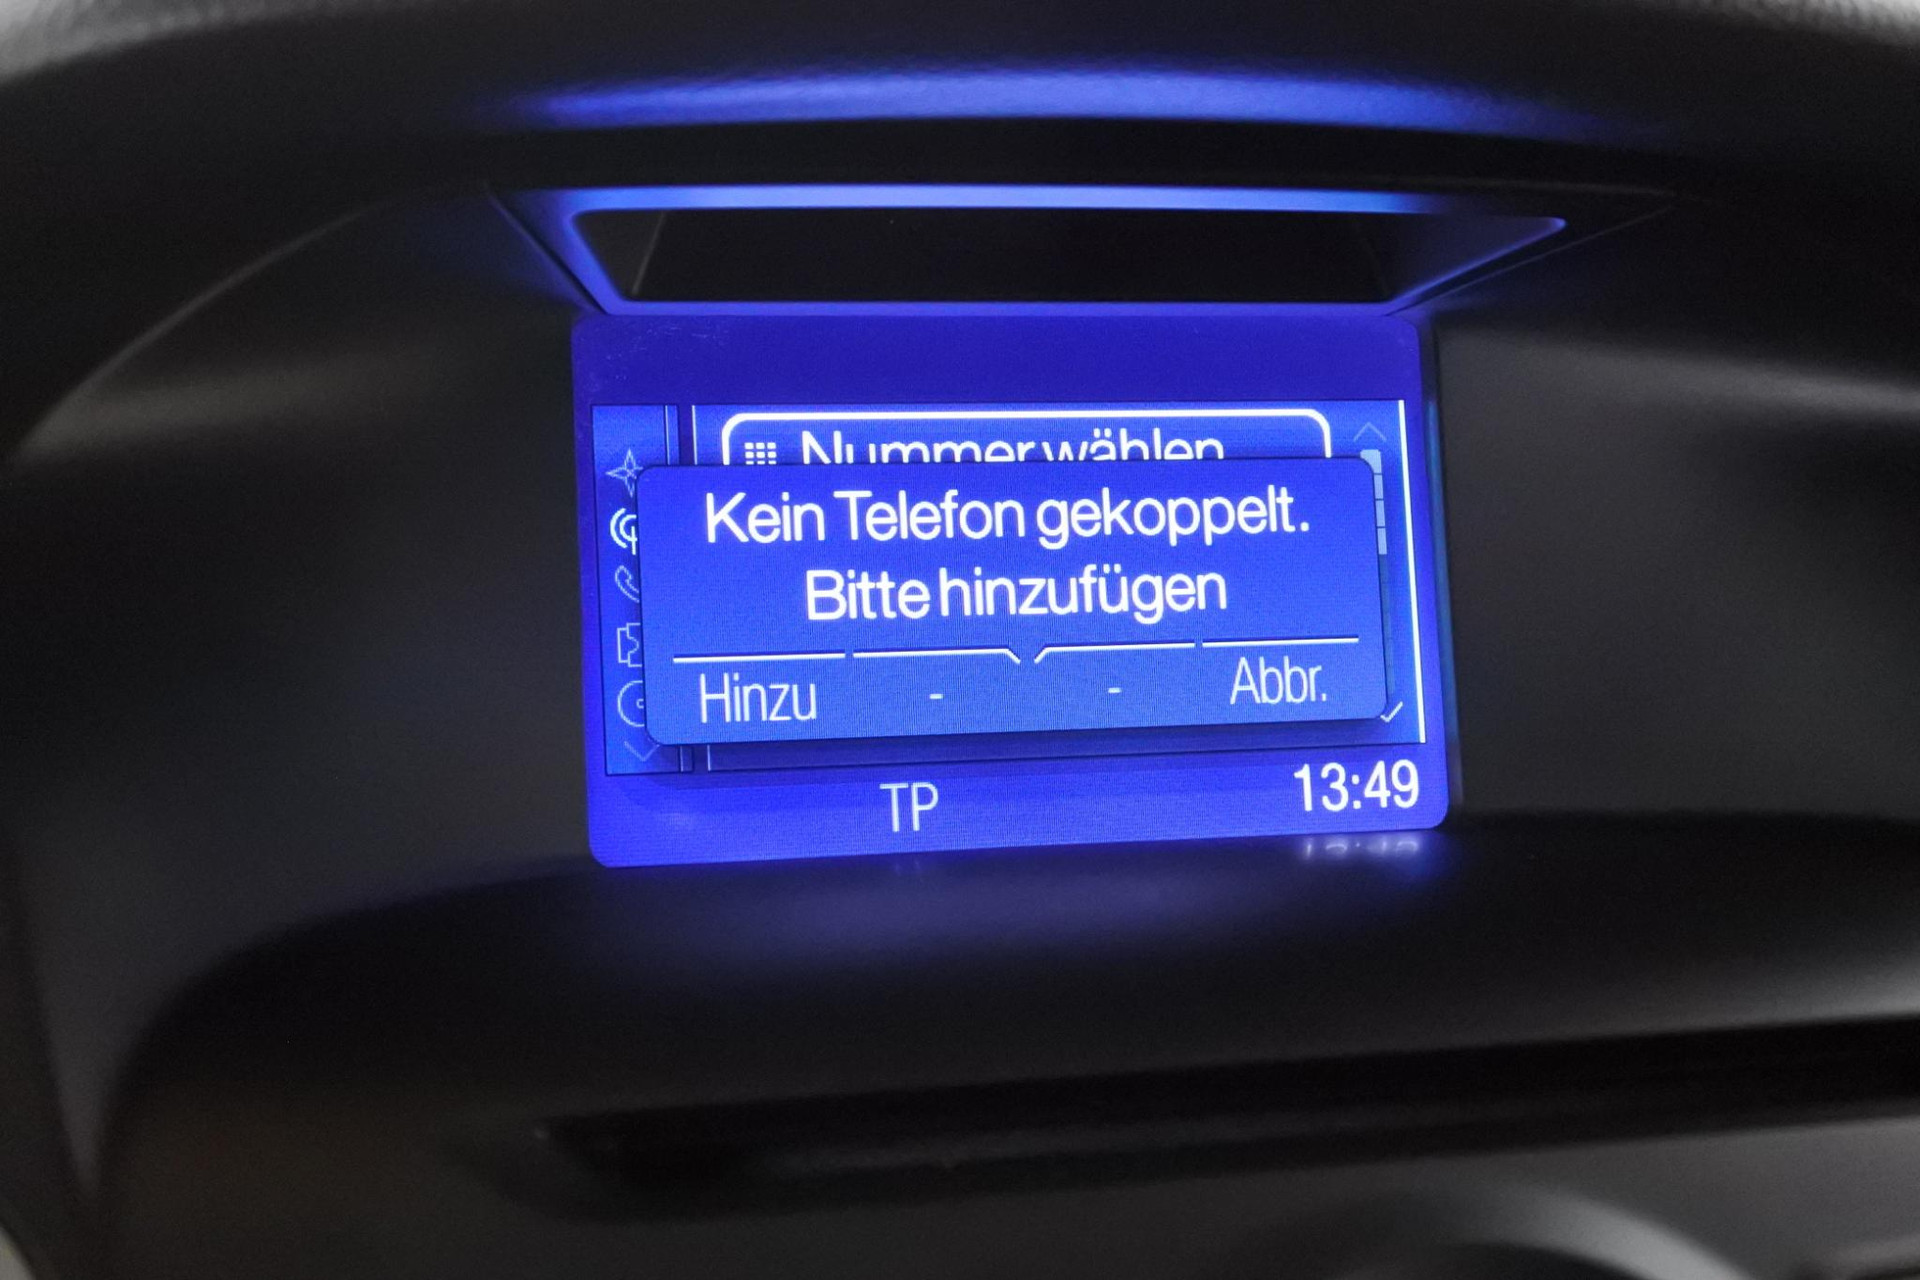 Nummer wählen
Kein Telefon gekoppelt.
Bitte hinzufügen
Hinzu - - Abbr.
TP 13:49